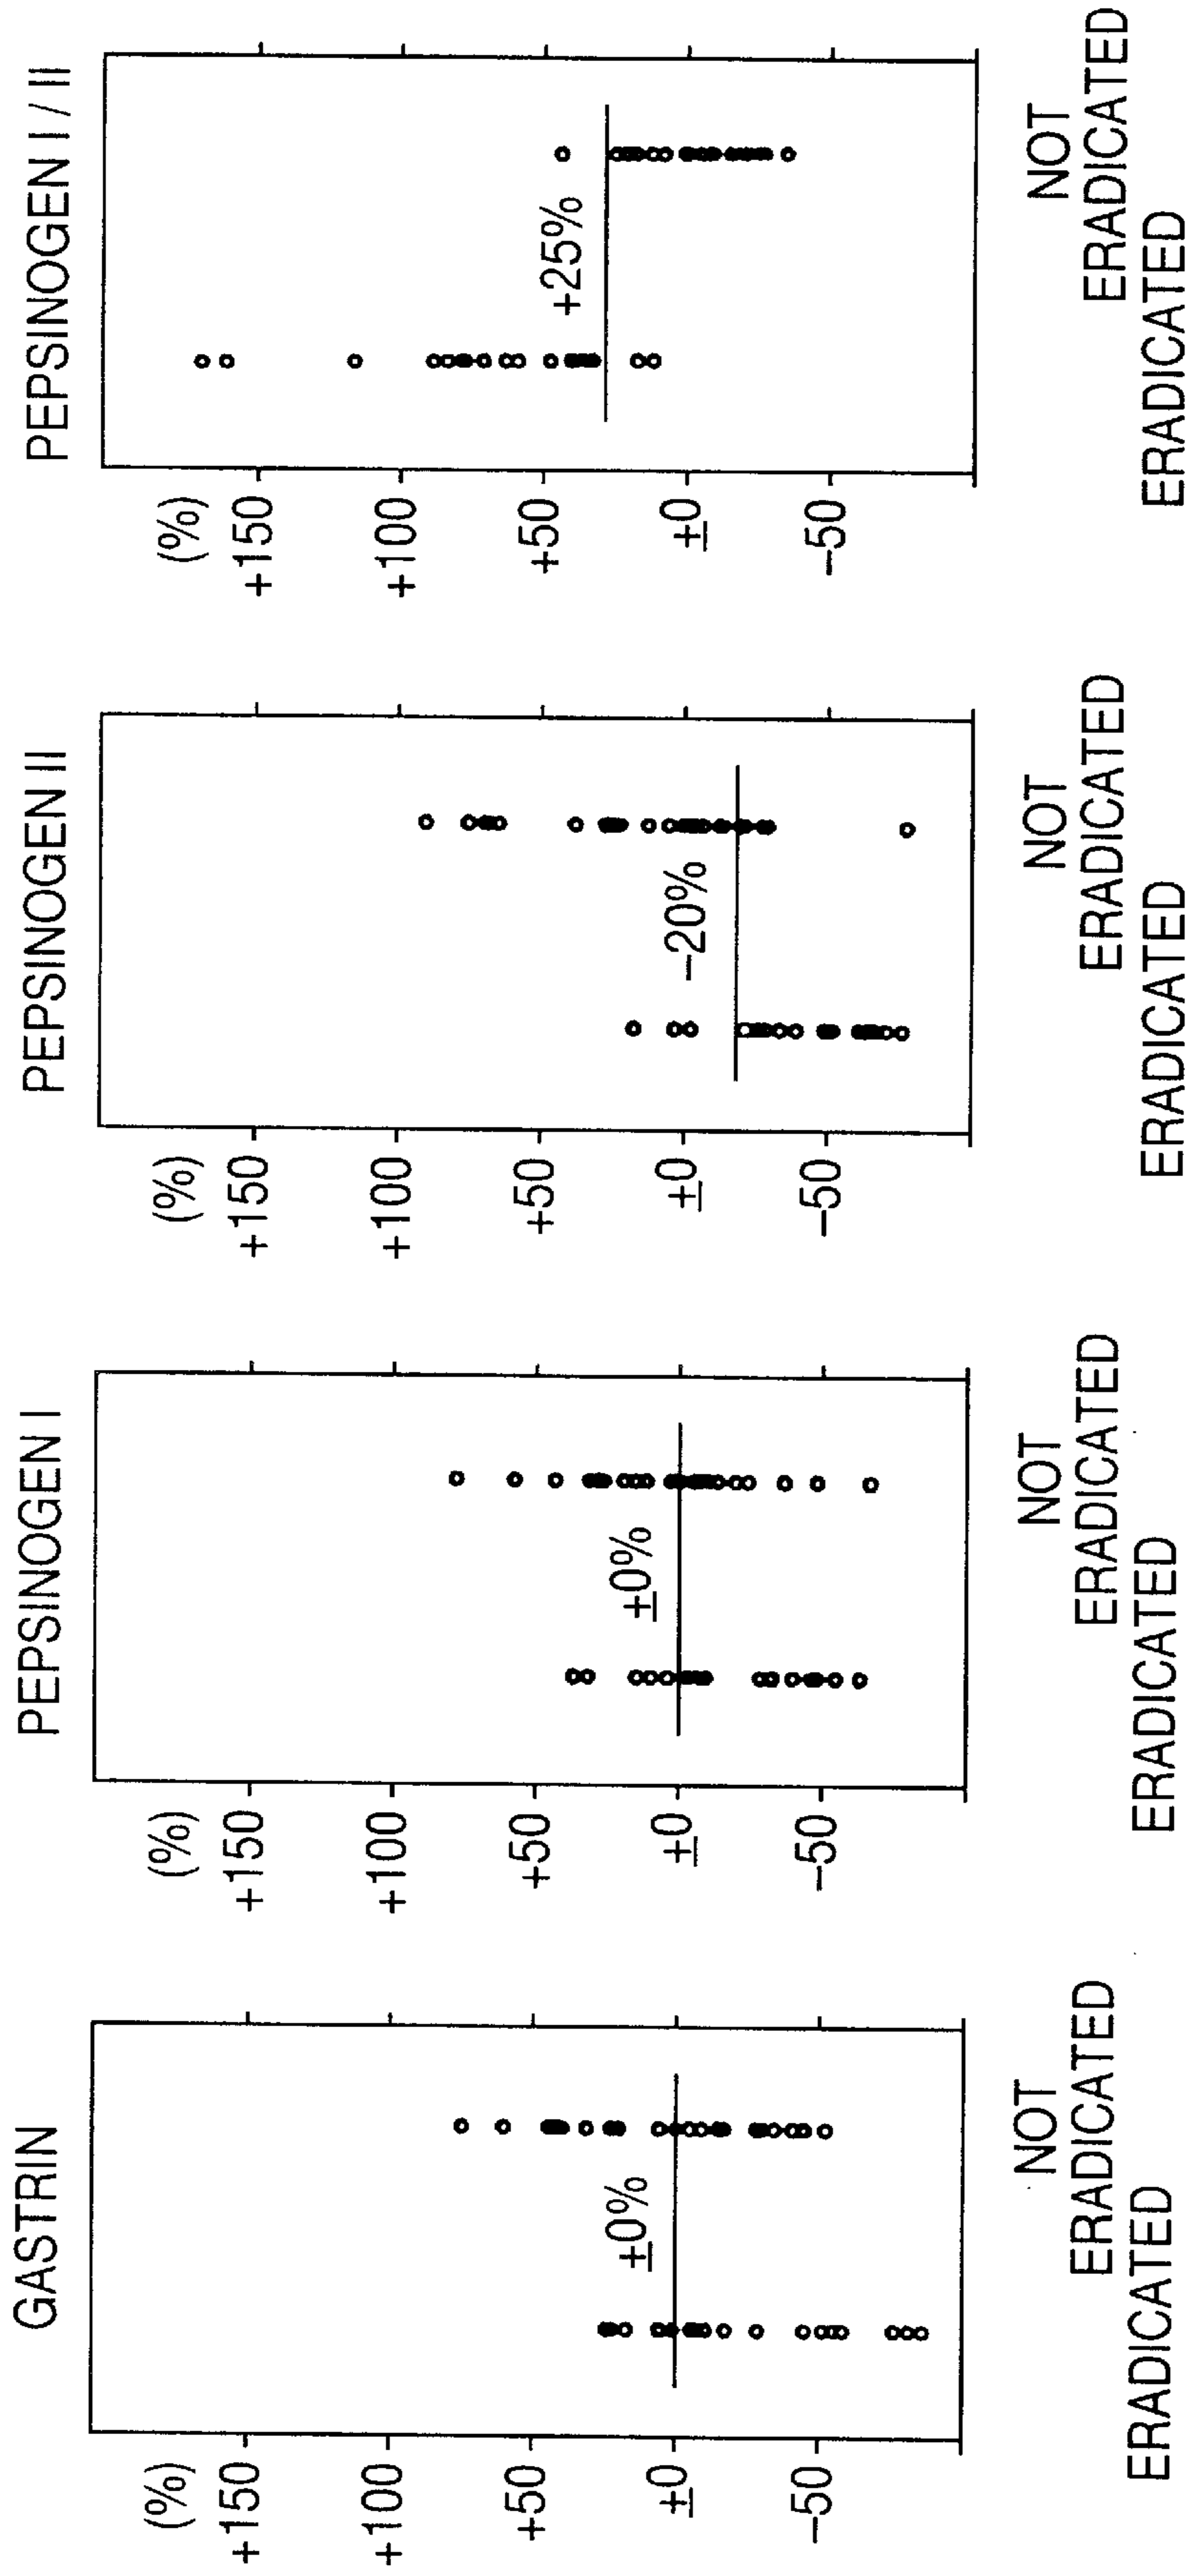 GASTRIN
(%)
+150
+100
+50
±0
−50
±0%
NOT
ERADICATED
ERADICATED
PEPSINOGEN I
(%)
+150
+100
+50
±0
−50
±0%
NOT
ERADICATED
ERADICATED
PEPSINOGEN II
(%)
+150
+100
+50
±0
−50
−20%
NOT
ERADICATED
ERADICATED
PEPSINOGEN I / II
(%)
+150
+100
+50
±0
−50
+25%
NOT
ERADICATED
ERADICATED